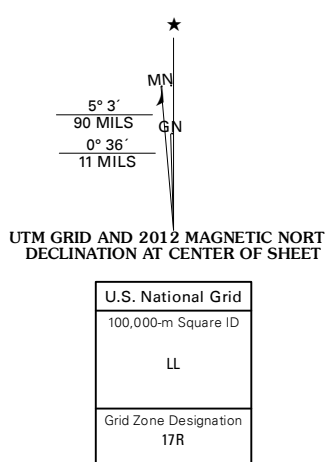 ★
MN
5° 3´
90 MILS
GN
0° 36´
11 MILS
UTM GRID AND 2012 MAGNETIC NORT
DECLINATION AT CENTER OF SHEET
U.S. National Grid
100,000-m Square ID
LL
Grid Zone Designation
17R